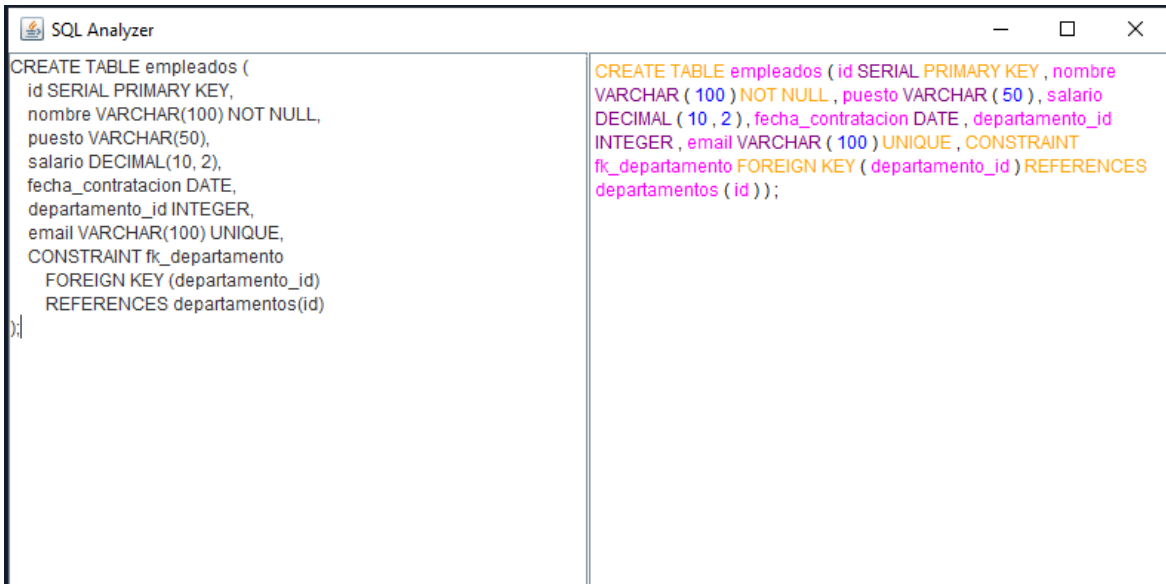 SQL Analyzer
CREATE TABLE empleados (
id SERIAL PRIMARY KEY,
nombre VARCHAR(100) NOT NULL,
puesto VARCHAR(50),
salario DECIMAL(10, 2),
fecha_contratacion DATE,
departamento_id INTEGER,
email VARCHAR(100) UNIQUE,
CONSTRAINT fk_departamento
FOREIGN KEY (departamento_id)
REFERENCES departamentos(id)
);
CREATE TABLE empleados ( id SERIAL PRIMARY KEY , nombre
VARCHAR ( 100 ) NOT NULL , puesto VARCHAR ( 50 ) , salario
DECIMAL ( 10 , 2 ) , fecha_contratacion DATE , departamento_id
INTEGER , email VARCHAR ( 100 ) UNIQUE , CONSTRAINT
fk_departamento FOREIGN KEY ( departamento_id ) REFERENCES
departamentos ( id ) ) ;